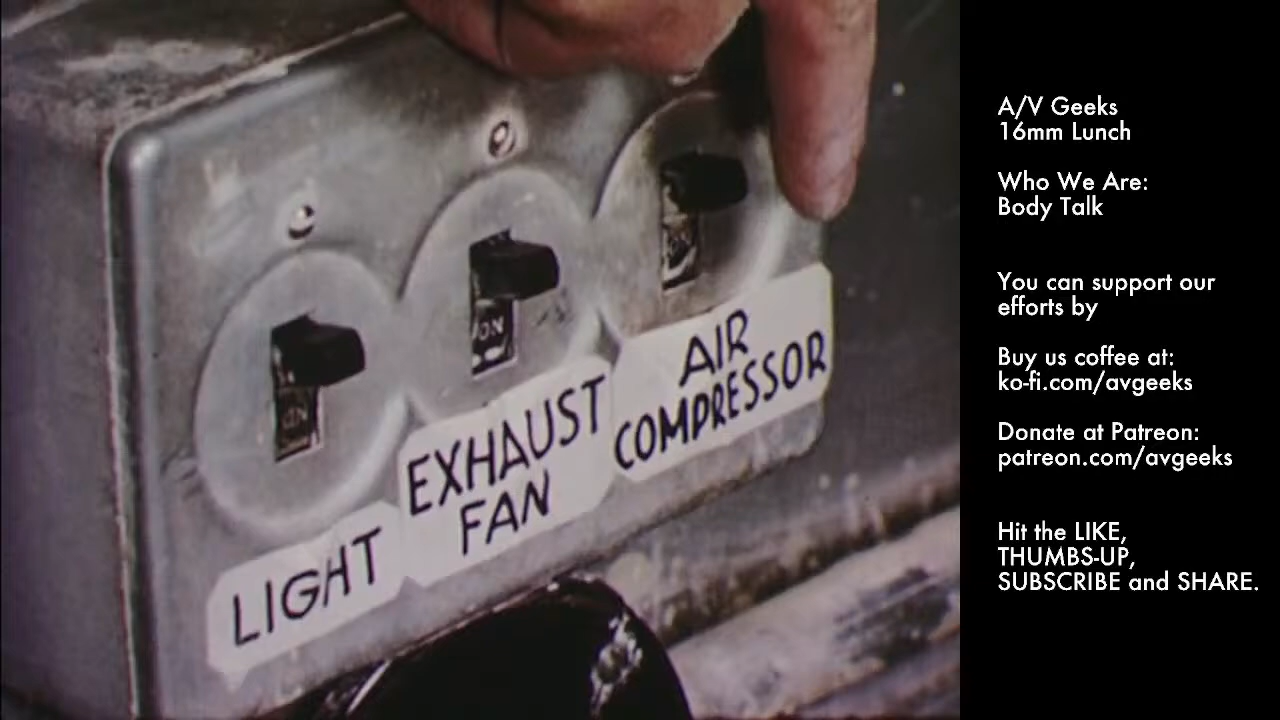 ON
ON
LIGHT
EXHAUST
FAN
AIR
COMPRESSOR
A/V Geeks
16mm Lunch
Who We Are:
Body Talk
You can support our
efforts by
Buy us coffee at:
ko-fi.com/avgeeks
Donate at Patreon:
patreon.com/avgeeks
Hit the LIKE,
THUMBS-UP,
SUBSCRIBE and SHARE.